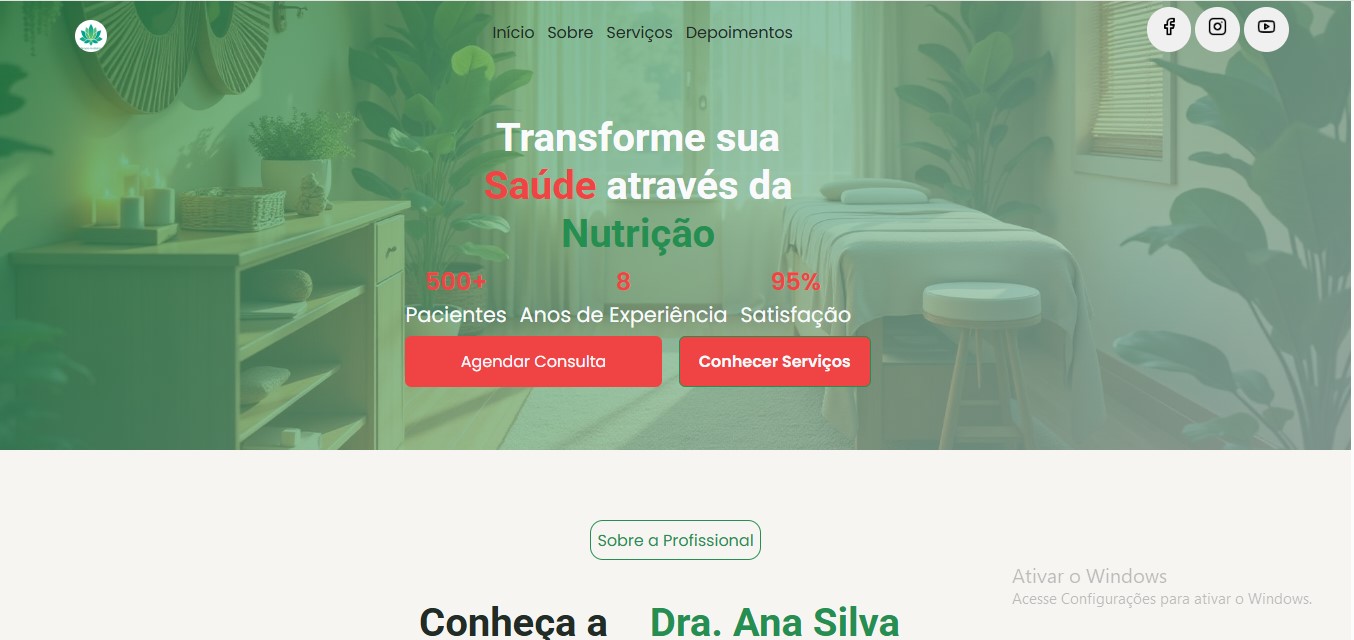 Início Sobre Serviços Depoimentos
Transforme sua
Saúde através da
Nutrição
500+ 8 95%
Pacientes Anos de Experiência Satisfação
Agendar Consulta Conhecer Serviços
Sobre a Profissional
Conheça a Dra. Ana Silva
Ativar o Windows
Acesse Configurações para ativar o Windows.